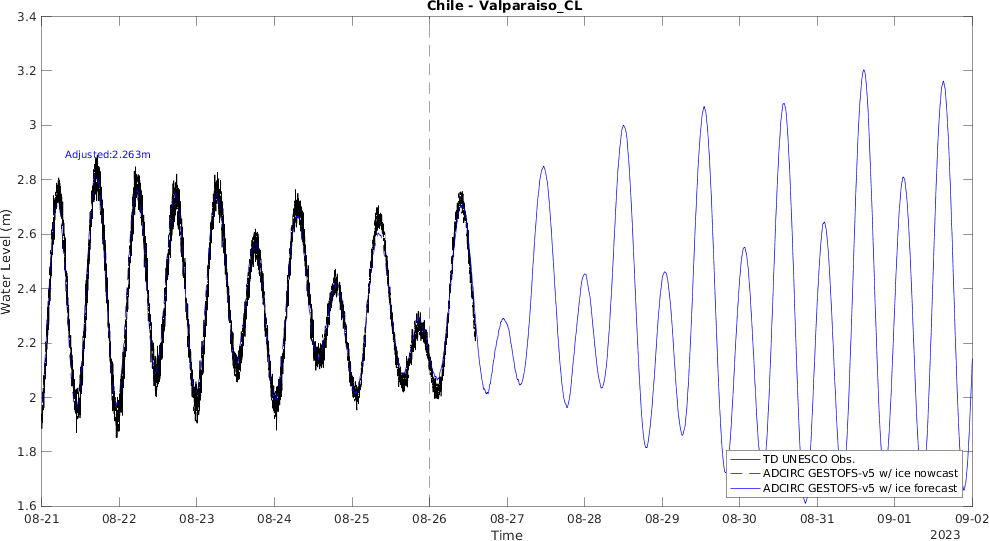 Chile - Valparaiso_CL
3.4
3.2
3
2.8
2.6
2.4
2.2
2
1.8
1.6
Water Level (m)
Adjusted:2.263m
TD UNESCO Obs.
ADCIRC GESTOFS-v5 w/ ice nowcast
ADCIRC GESTOFS-v5 w/ ice forecast
08-21 08-22 08-23 08-24 08-25 08-26 08-27 08-28 08-29 08-30 08-31 09-01 09-02
Time
2023